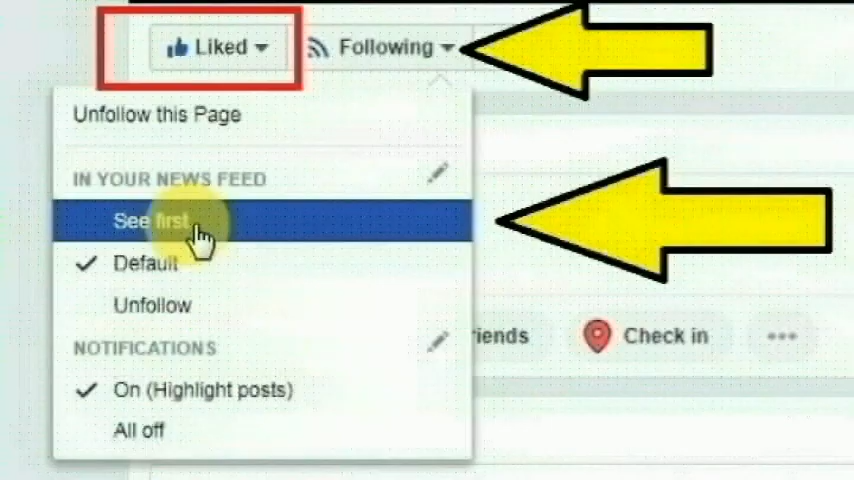 Liked Following
Unfollow this Page
IN YOUR NEWS FEED
See first
Default
Unfollow
NOTIFICATIONS
riends Check in
On (Highlight posts)
All off